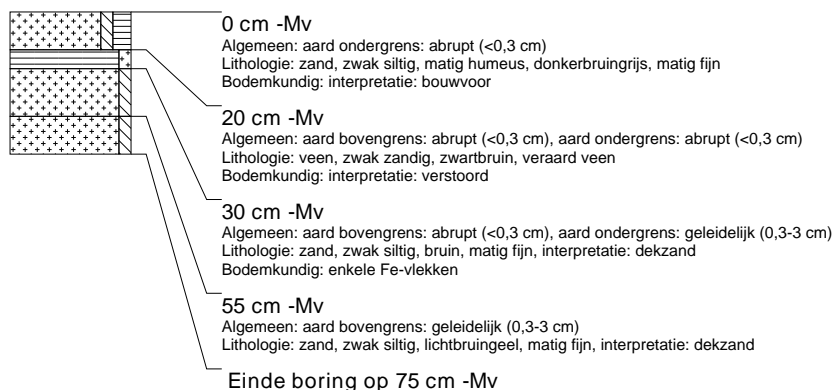 0 cm -Mv
Algemeen: aard ondergrens: abrupt (<0,3 cm)
Lithologie: zand, zwak siltig, matig humeus, donkerbruingrijs, matig fijn
Bodemkundig: interpretatie: bouwvoor
20 cm -Mv
Algemeen: aard bovengrens: abrupt (<0,3 cm), aard ondergrens: abrupt (<0,3 cm)
Lithologie: veen, zwak zandig, zwartbruin, veraard veen
Bodemkundig: interpretatie: verstoord
30 cm -Mv
Algemeen: aard bovengrens: abrupt (<0,3 cm), aard ondergrens: geleidelijk (0,3-3 cm)
Lithologie: zand, zwak siltig, bruin, matig fijn, interpretatie: dekzand
Bodemkundig: enkele Fe-vlekken
55 cm -Mv
Algemeen: aard bovengrens: geleidelijk (0,3-3 cm)
Lithologie: zand, zwak siltig, lichtbruingeel, matig fijn, interpretatie: dekzand
Einde boring op 75 cm -Mv